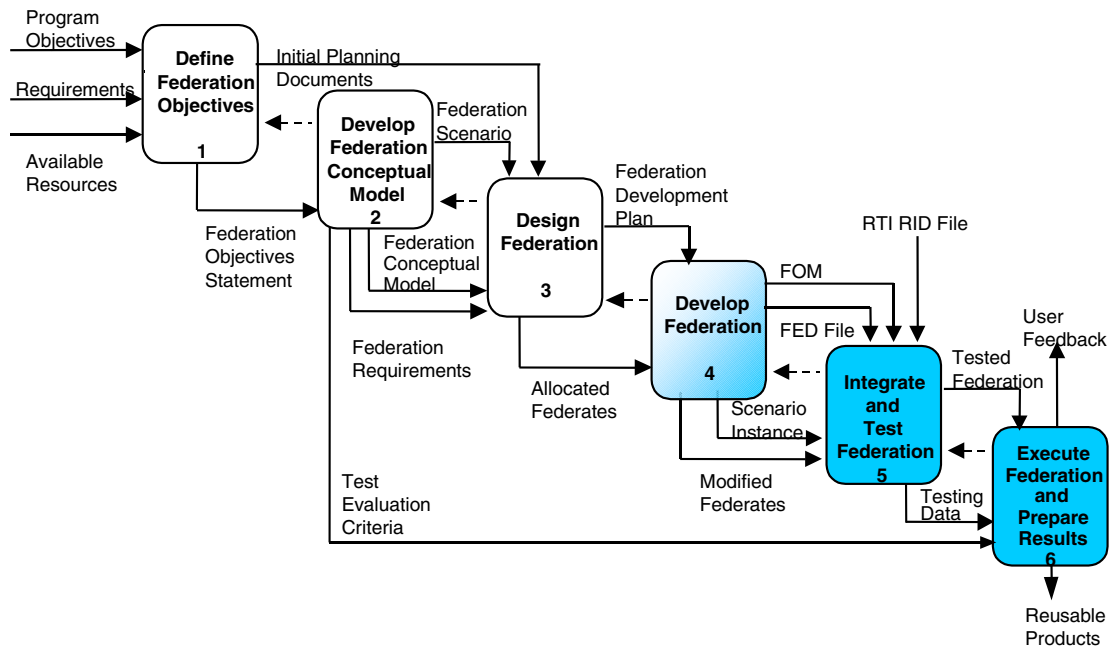 Program
Objectives
Requirements
Available
Resources
Define
Federation
Objectives
1
Initial Planning
Documents
Federation
Objectives
Statement
Develop
Federation
Conceptual
Model
2
Federation
Scenario
Federation
Conceptual
Model
Federation
Requirements
Test
Evaluation
Criteria
Design
Federation
3
Federation
Development
Plan
Allocated
Federates
Develop
Federation
4
FOM
FED File
RTI RID File
Scenario
Instance
Modified
Federates
Integrate
and
Test
Federation
5
Tested
Federation
Testing
Data
User
Feedback
Execute
Federation
and
Prepare
Results
6
Reusable
Products